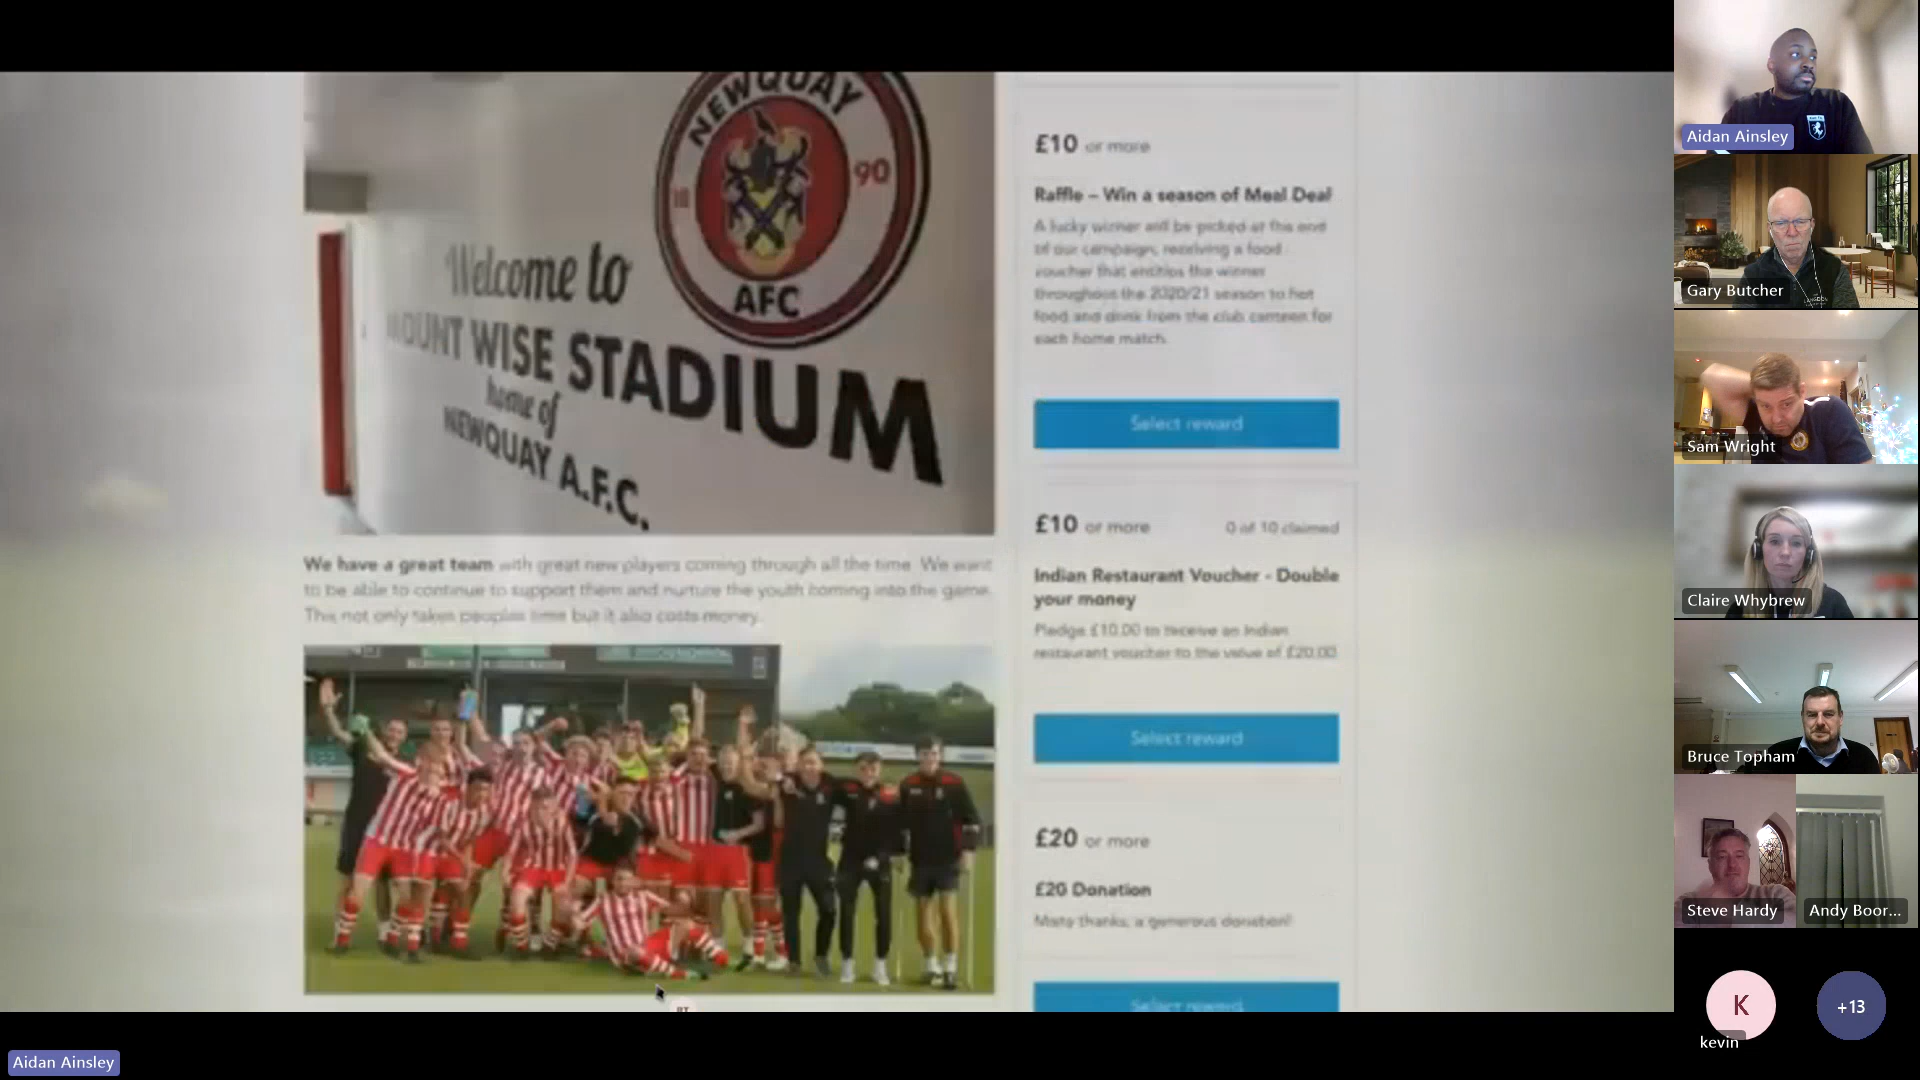 NEWQUAY
18 90
AFC
Welcome to
MOUNT WISE STADIUM
home of
NEWQUAY A.F.C.
We have a great team with great new players coming through all the time. We want
to be able to continue to support them and nurture the youth coming into the game.
This not only takes peoples time but it also costs money.
£10 or more
Raffle – Win a season of Meal Deal
A lucky winner will be picked at the end
of our campaign, receiving a food
voucher that entitles the winner
throughout the 2020/21 season to hot
food and drink from the club canteen for
each home match.
Select reward
£10 or more 0 of 10 claimed
Indian Restaurant Voucher - Double
your money
Pledge £10.00 to receive an Indian
restaurant voucher to the value of £20.00
Select reward
£20 or more
£20 Donation
Many thanks, a generous donation!
Select reward
Aidan Ainsley
Aidan Ainsley
Gary Butcher
Sam Wright
Claire Whybrew
Bruce Topham
Steve Hardy
Andy Boor...
K
kevin
+13